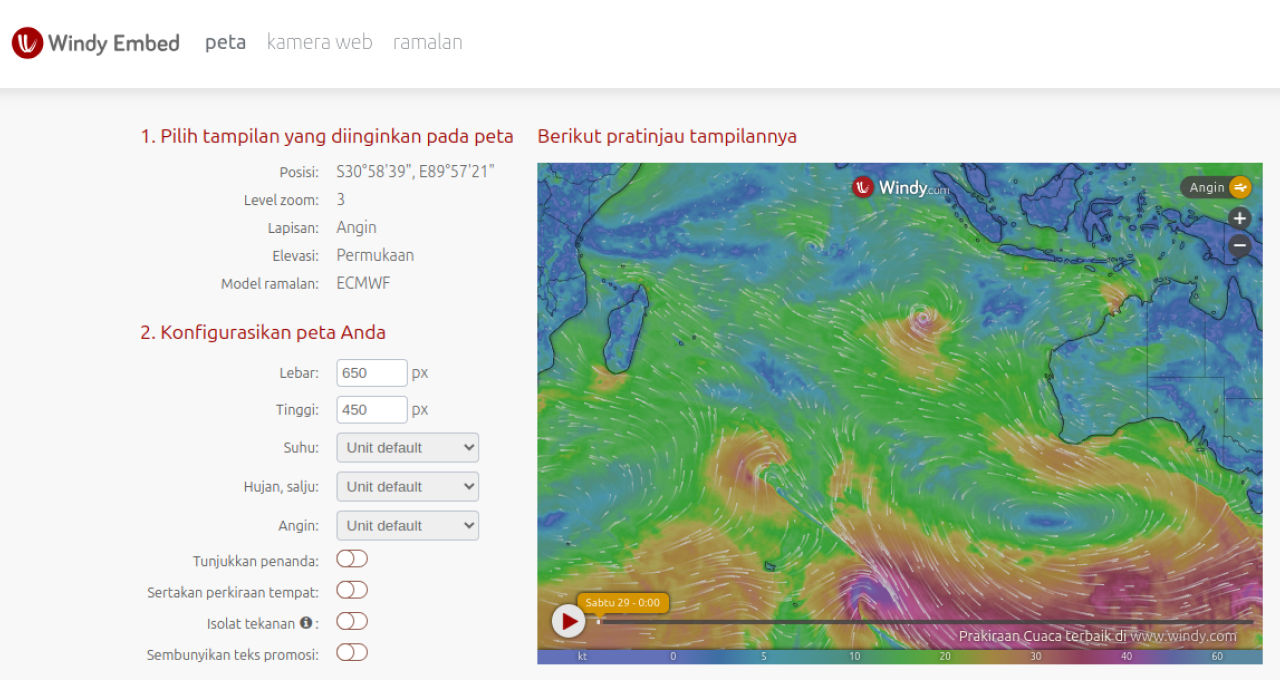 Windy Embed peta kamera web ramalan
1. Pilih tampilan yang diinginkan pada peta
Posisi: S30°58'39", E89°57'21"
Level zoom: 3
Lapisan: Angin
Elevasi: Permukaan
Model ramalan: ECMWF
2. Konfigurasikan peta Anda
Lebar: 650 px
Tinggi: 450 px
Suhu: Unit default
Hujan, salju: Unit default
Angin: Unit default
Tunjukkan penanda:
Sertakan perkiraan tempat:
Isolat tekanan :
Sembunyikan teks promosi:
Berikut pratinjau tampilannya
Windy.com
Angin
+
−
Sabtu 29 - 0:00
Prakiraan Cuaca terbaik di www.windy.com
kt 0 5 10 20 30 40 60